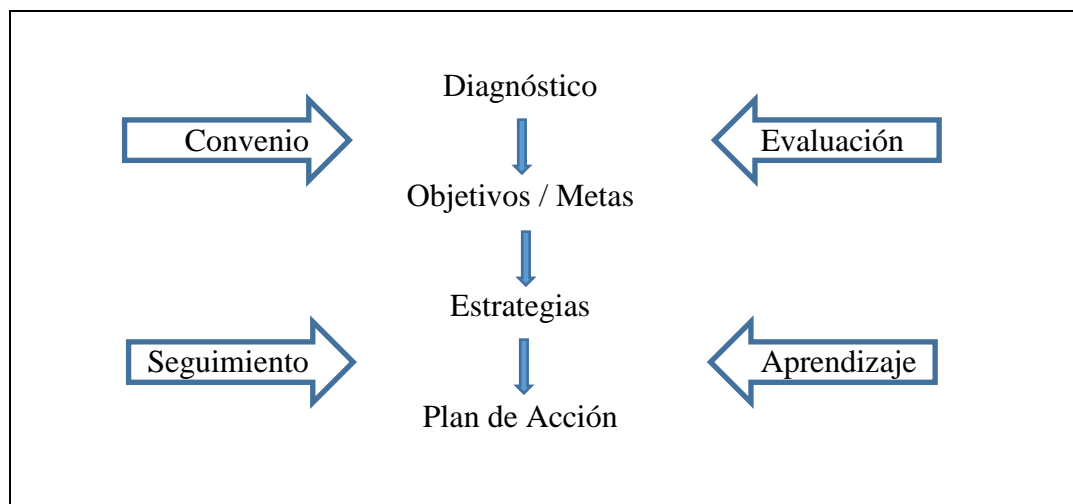 Diagnóstico
Convenio
Evaluación
Objetivos / Metas
Estrategias
Seguimiento
Aprendizaje
Plan de Acción